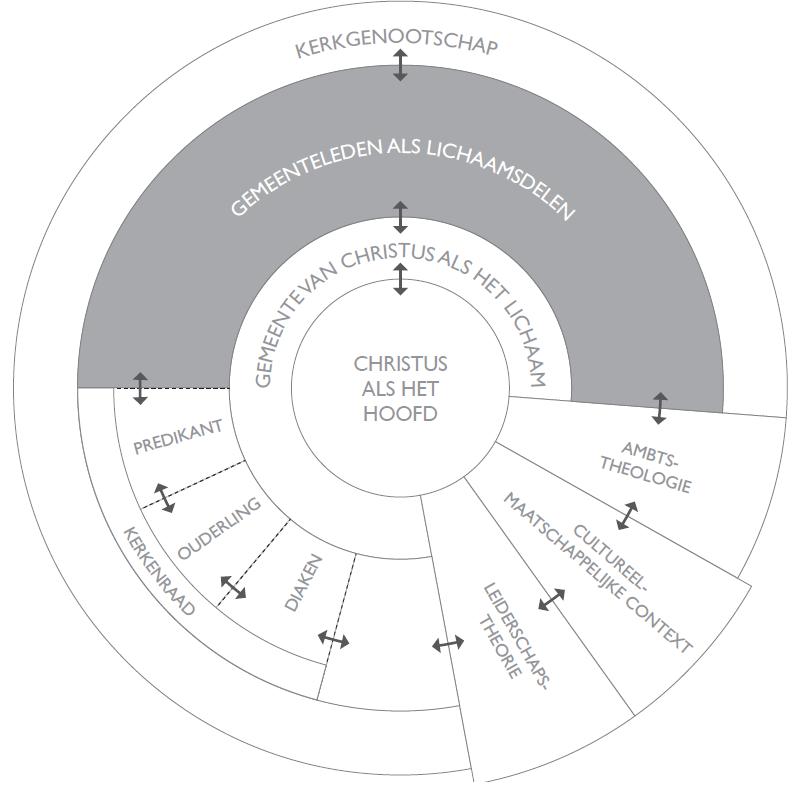 KERKGENOOTSCHAP
GEMEENTELEDEN ALS LICHAAMSDELEN
GEMEENTE VAN CHRISTUS ALS HET LICHAAM
CHRISTUS
ALS HET
HOOFD
PREDIKANT
OUDERLING
DIAKEN
KERKENRAAD
AMBTS-
THEOLOGIE
CULTUREEL-
MAATSCHAPPELIJKE CONTEXT
LEIDERSCHAPS-
THEORIE